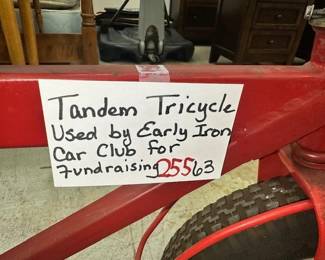 Tandem Tricycle
Used by Early Iron
Car Club for
Fundraising 25563